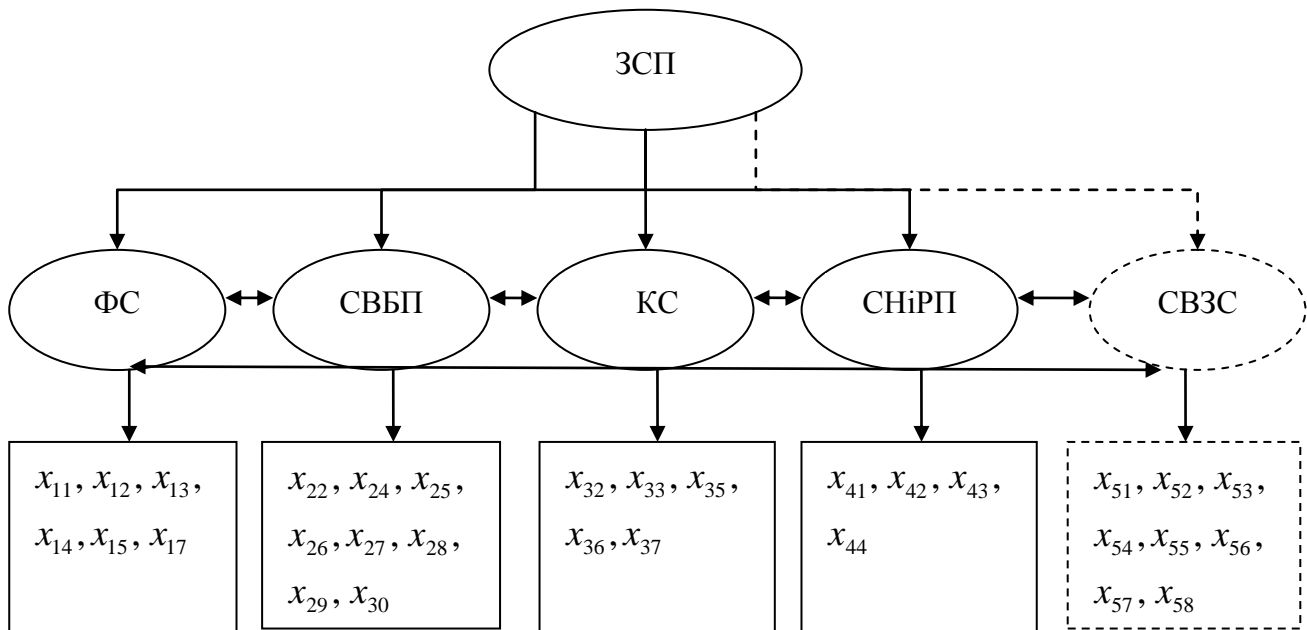 ЗСП
ФС
СВБП
КС
СНіРП
СВЗС
x₁₁, x₁₂, x₁₃,
x₁₄, x₁₅, x₁₇
x₂₂, x₂₄, x₂₅,
x₂₆, x₂₇, x₂₈,
x₂₉, x₃₀
x₃₂, x₃₃, x₃₅,
x₃₆, x₃₇
x₄₁, x₄₂, x₄₃,
x₄₄
x₅₁, x₅₂, x₅₃,
x₅₄, x₅₅, x₅₆,
x₅₇, x₅₈